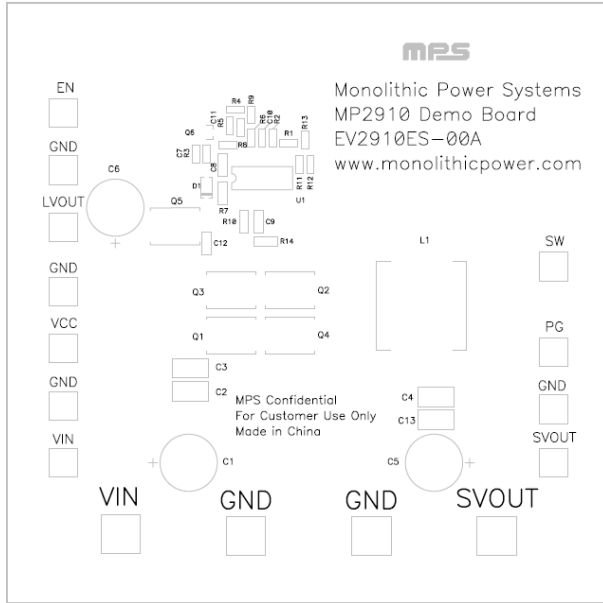 mps
Monolithic Power Systems
MP2910 Demo Board
EV2910ES-00A
www.monolithicpower.com
EN
GND
LVOUT
GND
VCC
GND
VIN
C6
Q5
Q6
C11
R4
R5
R9
R6
C10
R2
R1
R13
R8
C7
R3
C8
D1
R7
U1
R11
R12
R10
C9
C12
R14
L1
SW
Q3
Q2
Q1
Q4
PG
C3
C2
C4
C13
GND
SVOUT
MPS Confidential
For Customer Use Only
Made in China
+
C1
C5
+
+
VIN
GND
GND
SVOUT